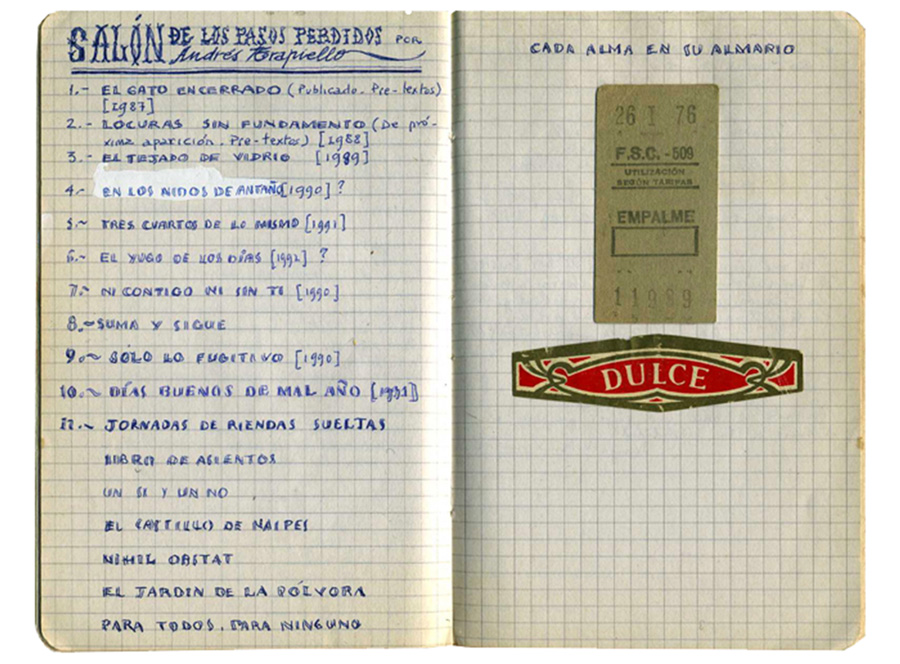 SALÓN DE LOS PASOS PERDIDOS POR
Andrés Trapiello
1.- EL GATO ENCERRADO (Publicado. Pre-textos)
[1987]
2.- LOCURAS SIN FUNDAMENTO (De pró-
xima aparición. Pre-textos) [1988]
3.- EL TEJADO DE VIDRIO [1989]
4.- EN LOS NIDOS DE ANTAÑO [1990] ?
5.- TRES CUARTOS DE LO MISMO [1991]
6.- EL YUGO DE LOS DÍAS [1992] ?
7.- NI CONTIGO NI SIN TI [1990]
8.- SUMA Y SIGUE
9.- SÓLO LO FUGITIVO [1990]
10.- DÍAS BUENOS DE MAL AÑO [1991]
11.- JORNADAS DE RIENDAS SUELTAS
LIBRO DE ASIENTOS
UN SI Y UN NO
EL CASTILLO DE NAIPES
NIHIL OBSTAT
EL JARDIN DE LA PÓLVORA
PARA TODOS. PARA NINGUNO
CADA ALMA EN SU ALMARIO
26 I 76
F.S.C. - 509
UTILIZACIÓN
SEGÚN TARIFAS
EMPALME
11989
DULCE